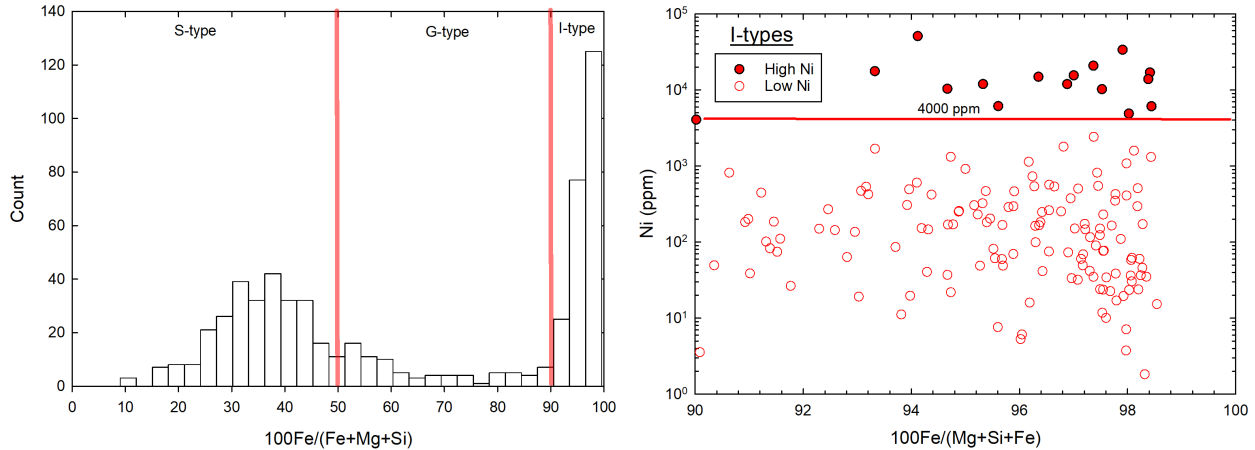 140
120
100
80
60
40
20
0
Count
S-type
G-type
I-type
0 10 20 30 40 50 60 70 80 90 100
100Fe/(Fe+Mg+Si)
10⁵
10⁴
10³
10²
10¹
10⁰
Ni (ppm)
I-types
High Ni
Low Ni
4000 ppm
90 92 94 96 98 100
100Fe/(Mg+Si+Fe)